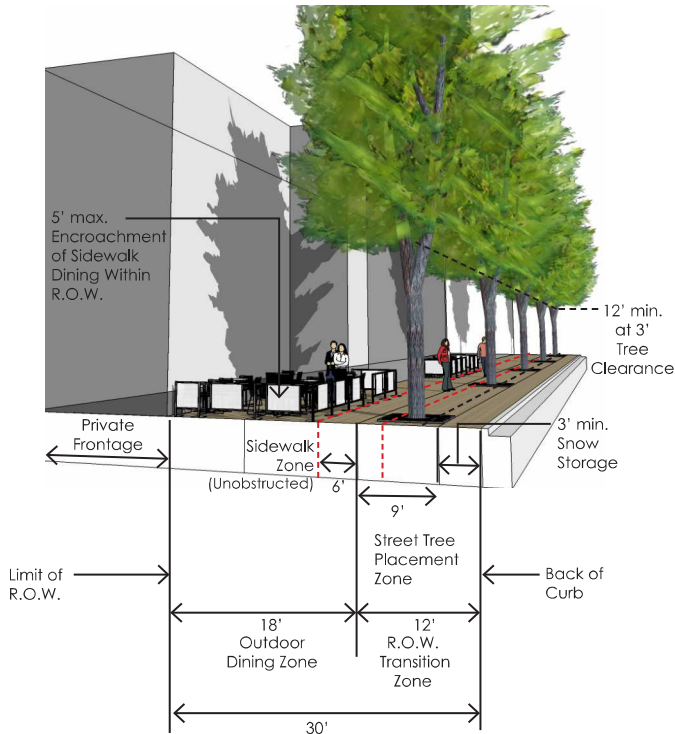 5' max.
Encroachment
of Sidewalk
Dining Within
R.O.W.
12' min.
at 3'
Tree
Clearance
Private
Frontage
Sidewalk
Zone
(Unobstructed)
6'
3' min.
Snow
Storage
9'
Street Tree
Placement
Zone
Limit of
R.O.W.
Back of
Curb
18'
Outdoor
Dining Zone
12'
R.O.W.
Transition
Zone
30'